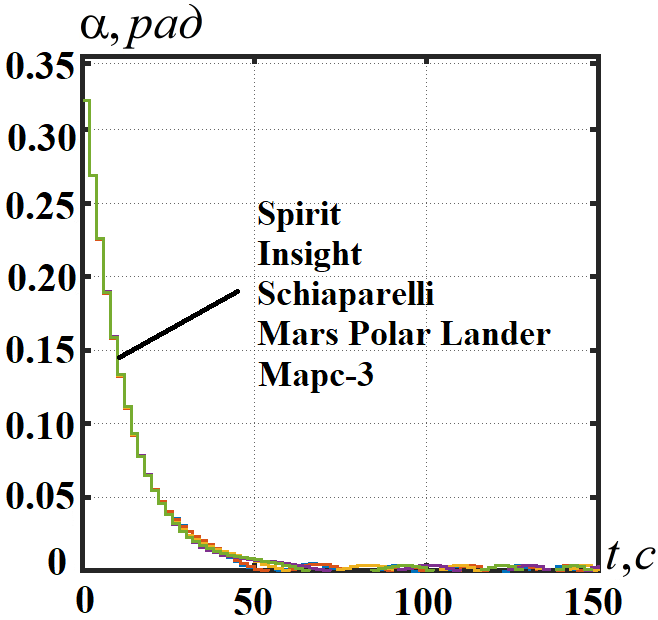 α, рад
0.35
0.30
0.25
Spirit
Insight
0.20
Schiaparelli
Mars Polar Lander
0.15
Марс-3
0.10
0.05
0
t, с
0 50 100 150